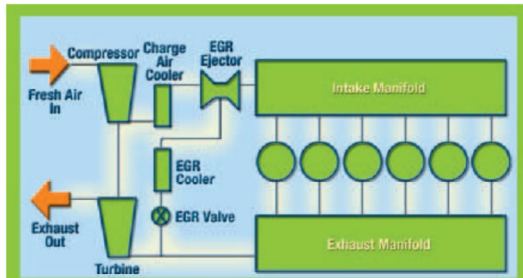 Compressor
Charge
Air
Cooler
EGR
Ejector
Fresh Air
In
Intake Manifold
EGR
Cooler
EGR Valve
Exhaust
Out
Turbine
Exhaust Manifold